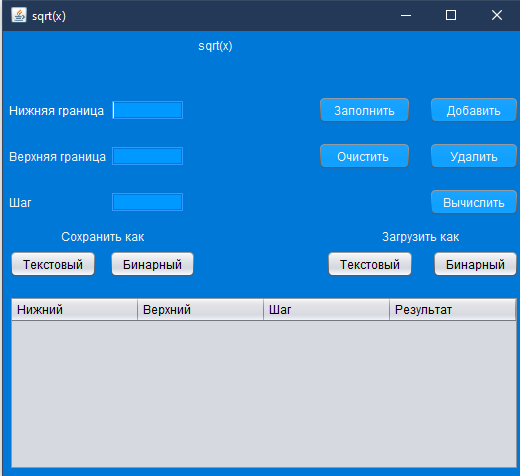 sqrt(x)
sqrt(x)
Нижняя граница Заполнить Добавить
Верхняя граница Очистить Удалить
Шаг Вычислить
Сохранить как Загрузить как
Текстовый Бинарный Текстовый Бинарный
Нижний Верхний Шаг Результат